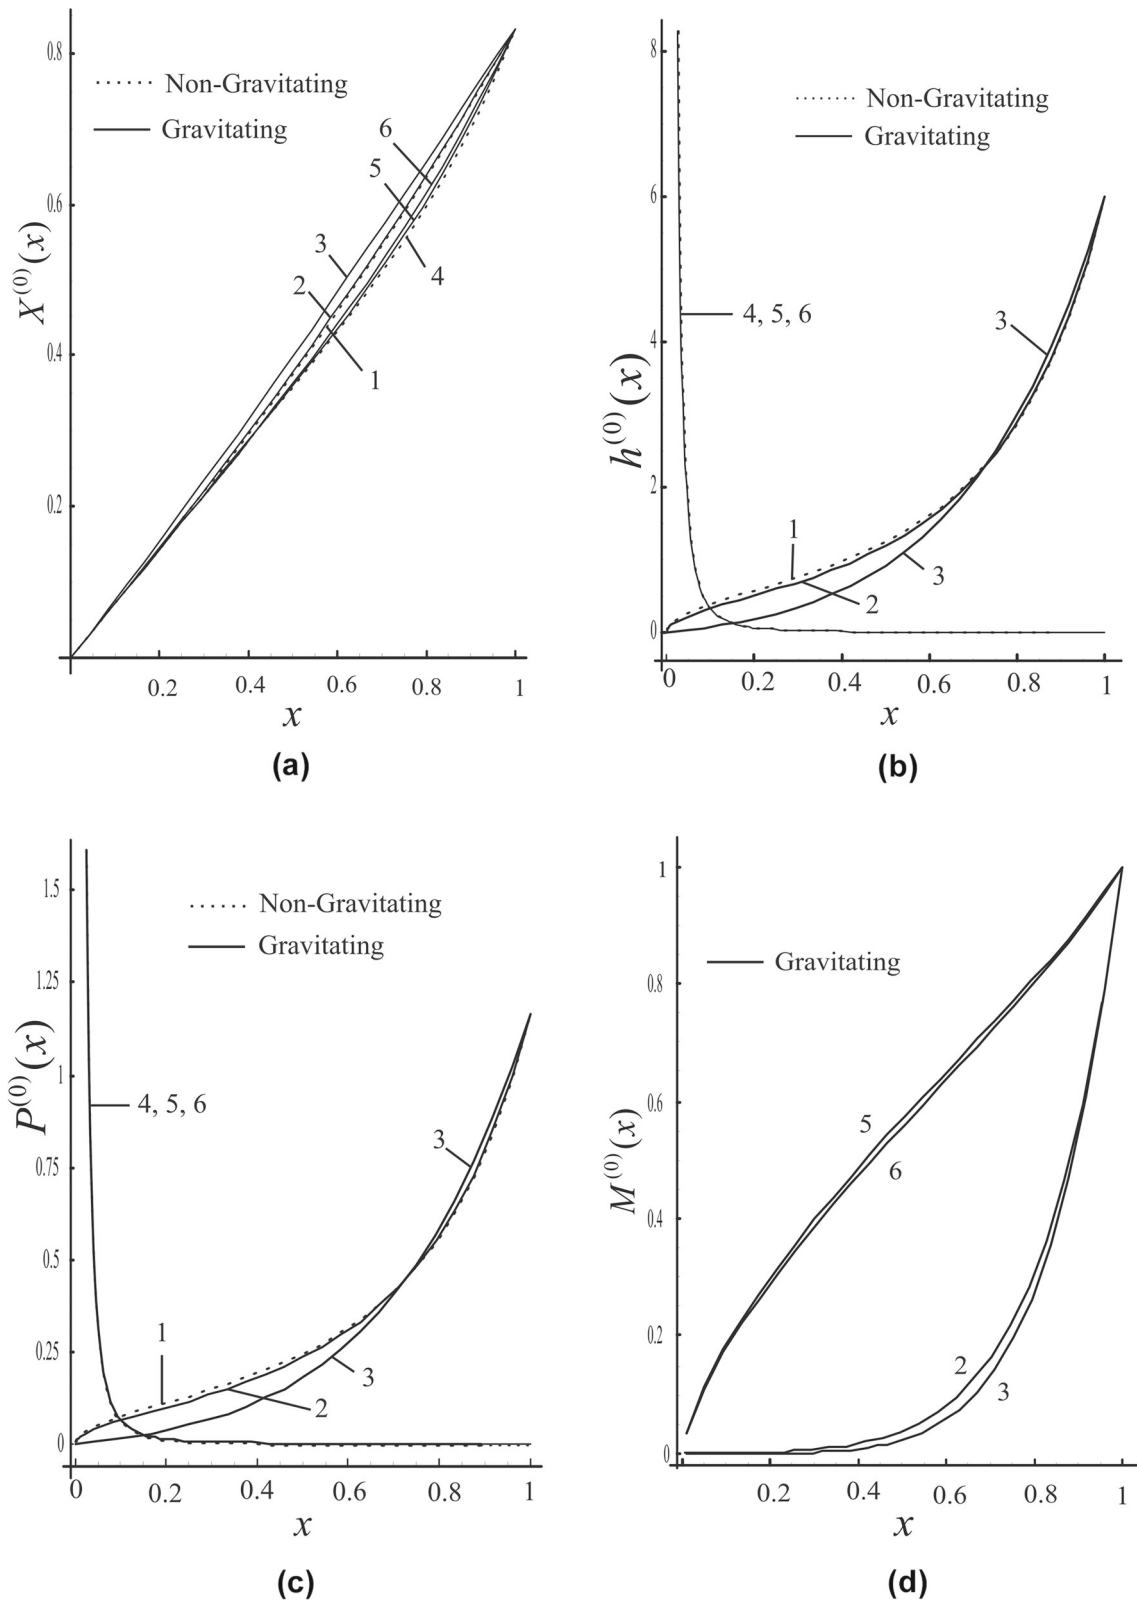 0.8
0.6
0.4
0.2
X⁽⁰⁾(x)
Non-Gravitating
Gravitating
6
5
3
2
4
1
0.2 0.4 0.6 0.8 1
x
(a)
8
6
4
2
0
h⁽⁰⁾(x)
Non-Gravitating
Gravitating
4, 5, 6
3
1
3
2
0 0.2 0.4 0.6 0.8 1
x
(b)
1.5
1.25
1
0.75
0.5
0.25
0
P⁽⁰⁾(x)
Non-Gravitating
Gravitating
4, 5, 6
3
1
3
2
0 0.2 0.4 0.6 0.8 1
x
(c)
1
0.8
0.6
0.4
0.2
0
M⁽⁰⁾(x)
Gravitating
5
6
2
3
0.2 0.4 0.6 0.8 1
x
(d)